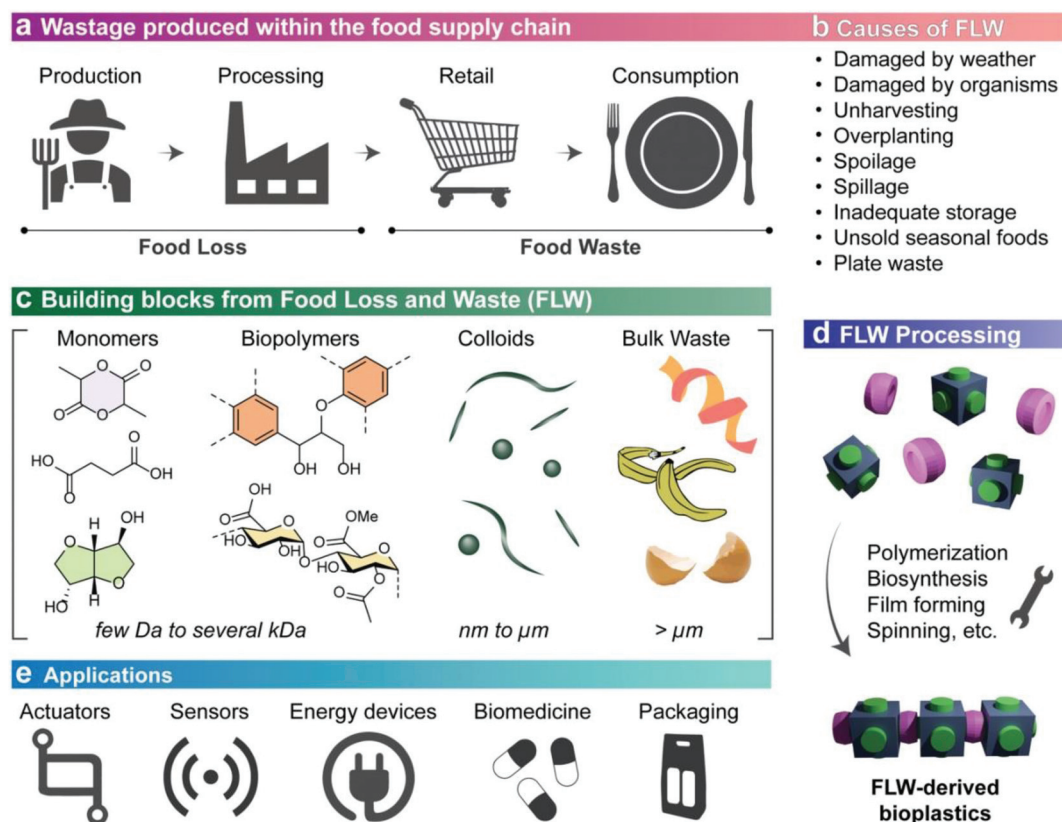 a Wastage produced within the food supply chain
Production
Processing
Retail
Consumption
Food Loss
Food Waste
b Causes of FLW
• Damaged by weather
• Damaged by organisms
• Unharvesting
• Overplanting
• Spoilage
• Spillage
• Inadequate storage
• Unsold seasonal foods
• Plate waste
c Building blocks from Food Loss and Waste (FLW)
Monomers
Biopolymers
Colloids
Bulk Waste
O
O
O
O
HO
O
O
OH
H
OH
O
O
HO
H
O
OH
OH
O
OH
O
HO
OH
O
O
OMe
O
HO
O
O
O
few Da to several kDa
nm to μm
> μm
d FLW Processing
Polymerization
Biosynthesis
Film forming
Spinning, etc.
FLW-derived
bioplastics
e Applications
Actuators
Sensors
Energy devices
Biomedicine
Packaging